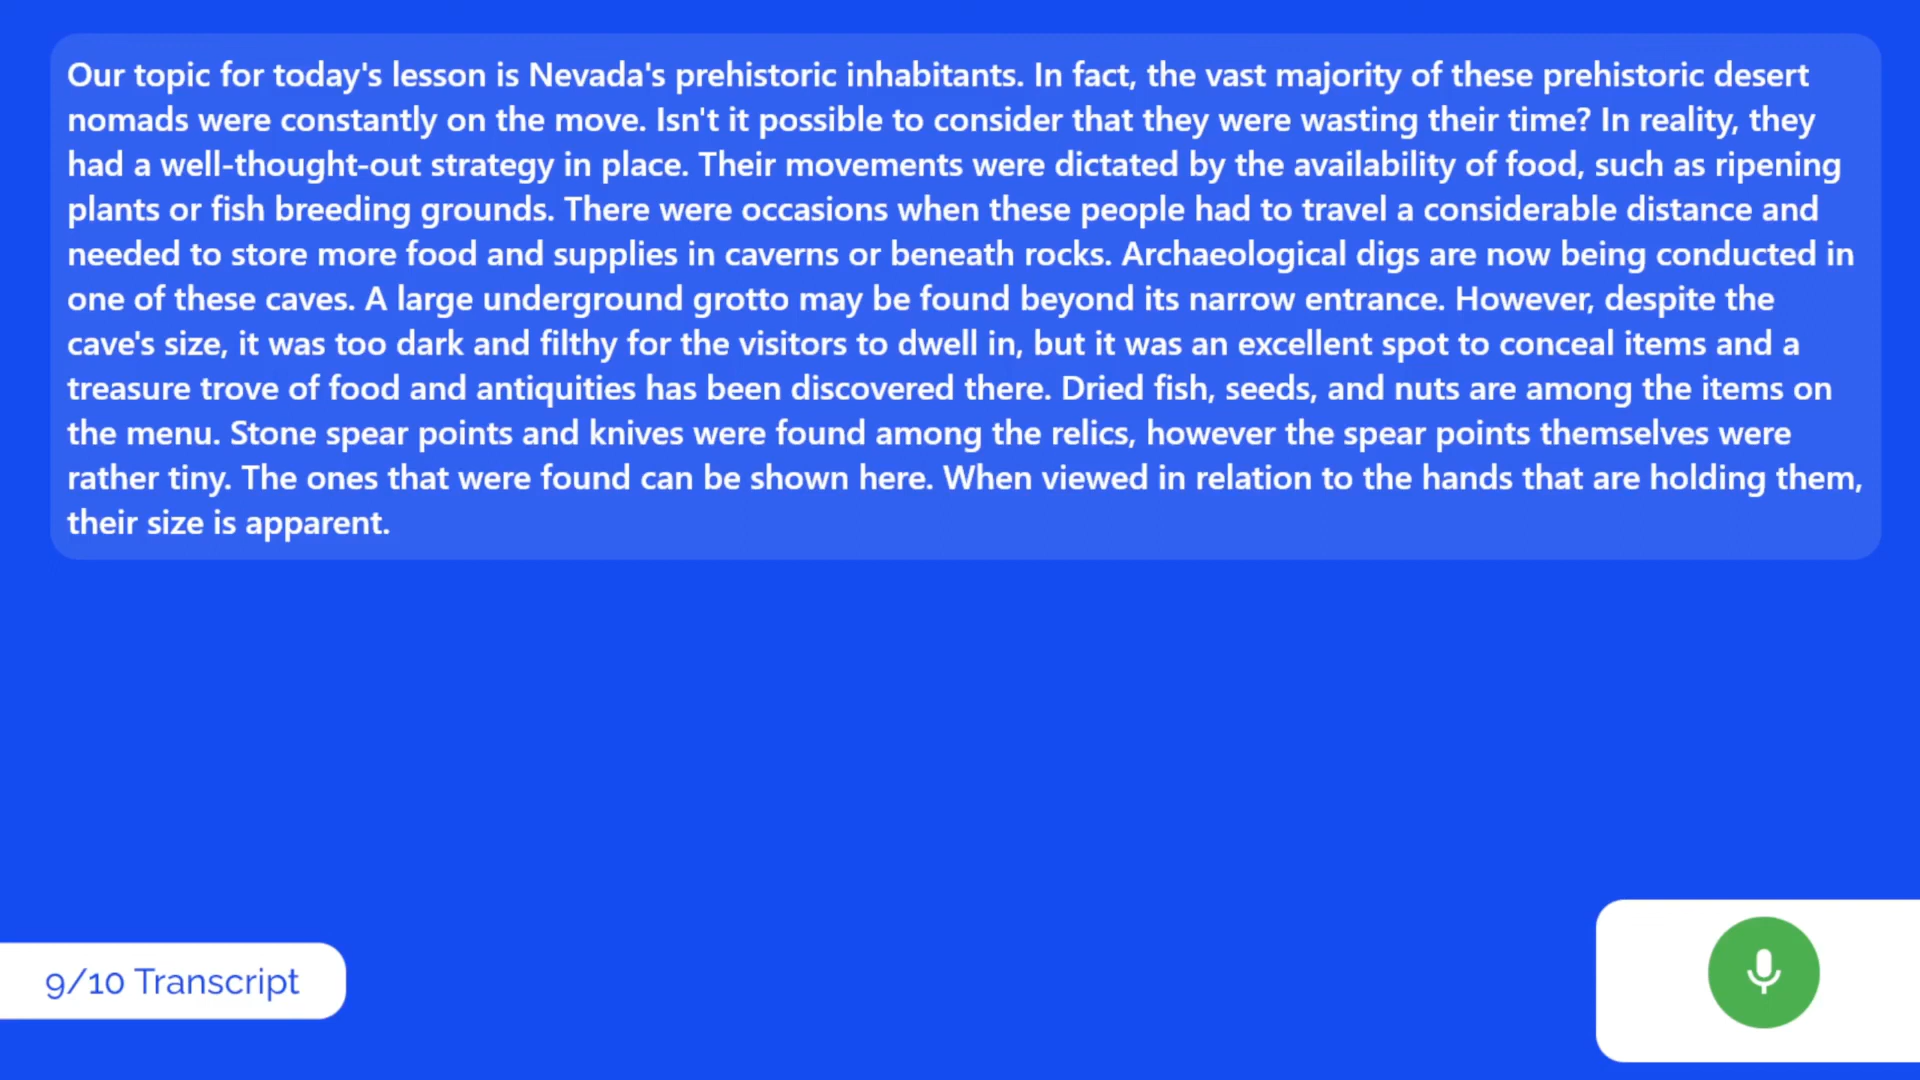 Our topic for today's lesson is Nevada's prehistoric inhabitants. In fact, the vast majority of these prehistoric desert
nomads were constantly on the move. Isn't it possible to consider that they were wasting their time? In reality, they
had a well-thought-out strategy in place. Their movements were dictated by the availability of food, such as ripening
plants or fish breeding grounds. There were occasions when these people had to travel a considerable distance and
needed to store more food and supplies in caverns or beneath rocks. Archaeological digs are now being conducted in
one of these caves. A large underground grotto may be found beyond its narrow entrance. However, despite the
cave's size, it was too dark and filthy for the visitors to dwell in, but it was an excellent spot to conceal items and a
treasure trove of food and antiquities has been discovered there. Dried fish, seeds, and nuts are among the items on
the menu. Stone spear points and knives were found among the relics, however the spear points themselves were
rather tiny. The ones that were found can be shown here. When viewed in relation to the hands that are holding them,
their size is apparent.
9/10 Transcript